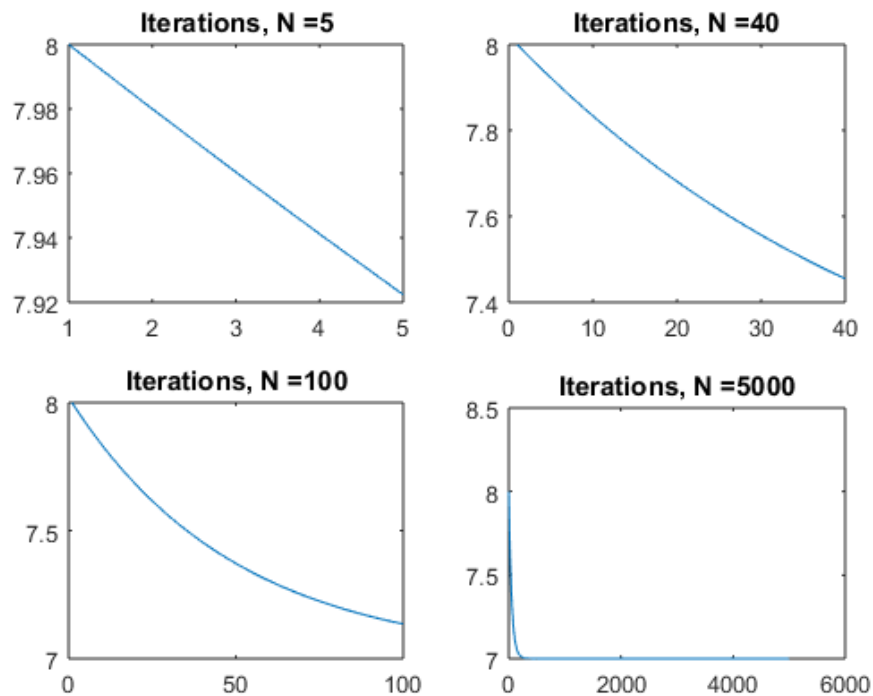 Iterations, N =5
8
7.98
7.96
7.94
7.92
1 2 3 4 5
Iterations, N =40
8
7.8
7.6
7.4
0 10 20 30 40
Iterations, N =100
8
7.5
7
0 50 100
Iterations, N =5000
8.5
8
7.5
7
0 2000 4000 6000